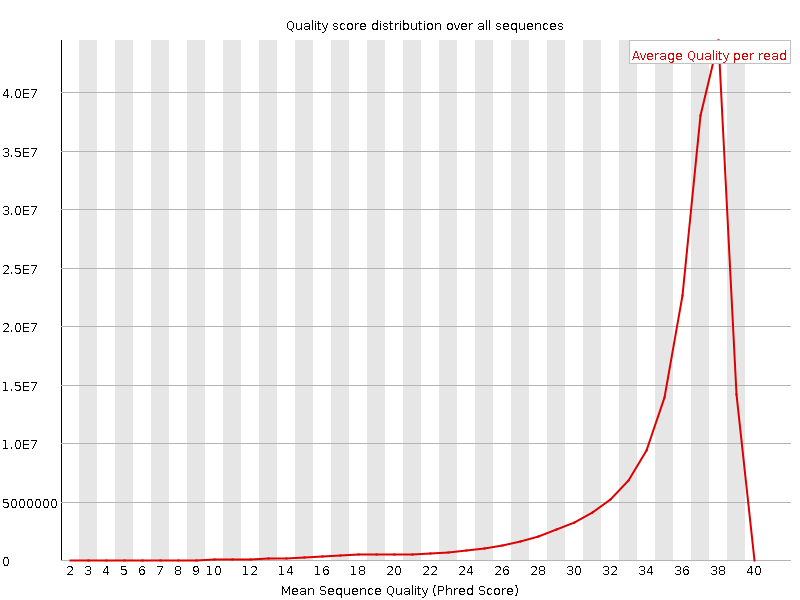 Quality score distribution over all sequences
Average Quality per read
4.0E7
3.5E7
3.0E7
2.5E7
2.0E7
1.5E7
1.0E7
5000000
0
2 3 4 5 6 7 8 9 10 12 14 16 18 20 22 24 26 28 30 32 34 36 38 40
Mean Sequence Quality (Phred Score)